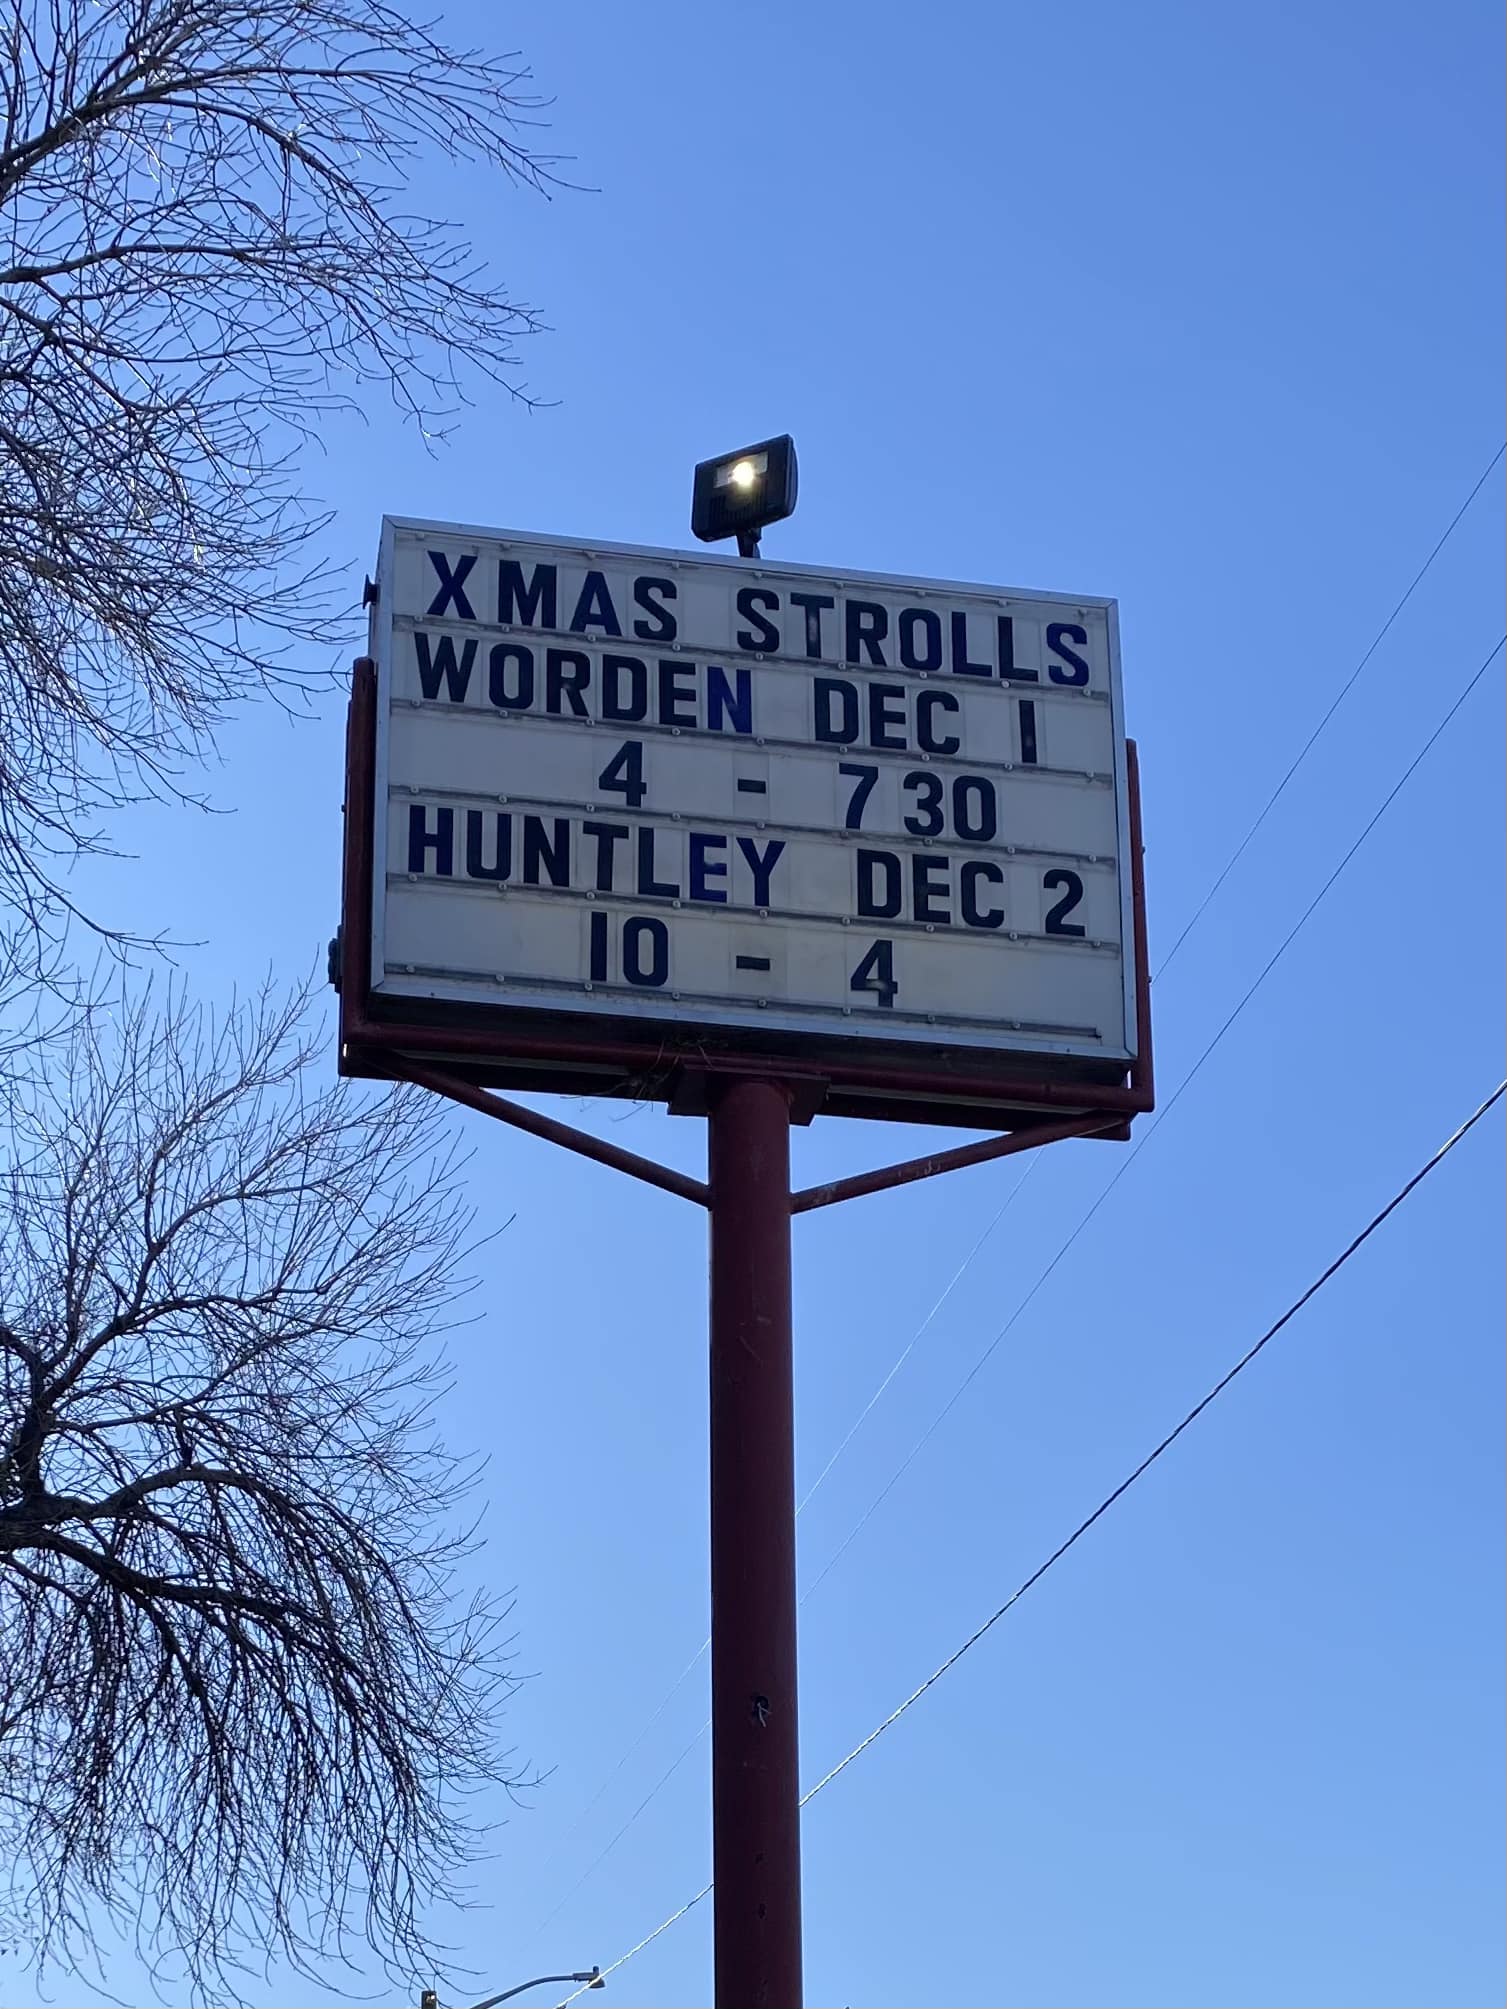 XMAS STROLLS
WORDEN DEC 1
4 - 730
HUNTLEY DEC 2
10 - 4